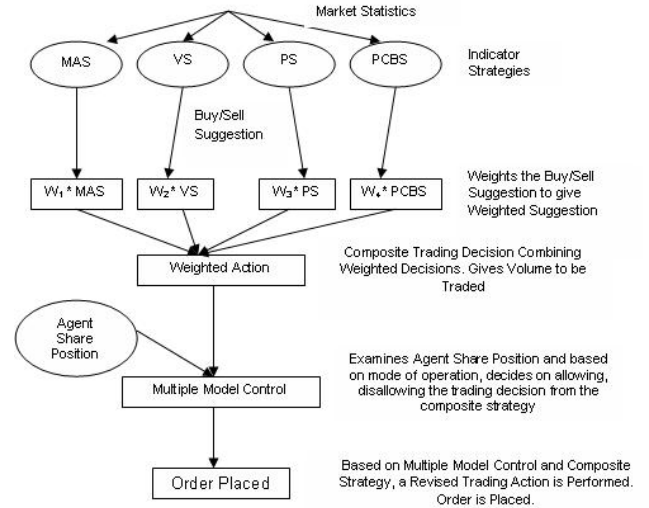 Market Statistics
MAS
VS
PS
PCBS
Indicator
Strategies
Buy/Sell
Suggestion
W₁* MAS
W₂* VS
W₃* PS
W₄* PCBS
Weights the Buy/Sell
Suggestion to give
Weighted Suggestion
Weighted Action
Composite Trading Decision Combining
Weighted Decisions. Gives Volume to be
Traded
Agent
Share
Position
Multiple Model Control
Examines Agent Share Position and based
on mode of operation, decides on allowing,
disallowing the trading decision from the
composite strategy
Order Placed
Based on Multiple Model Control and Composite
Strategy, a Revised Trading Action is Performed.
Order is Placed.